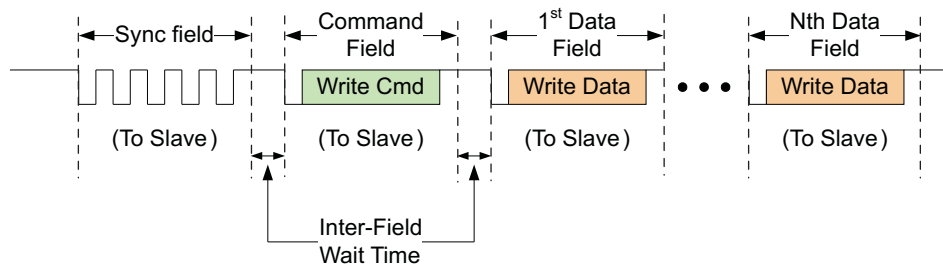 Sync field
Command
Field
1st Data
Field
Nth Data
Field
Write Cmd
Write Data
Write Data
(To Slave)
(To Slave)
(To Slave)
(To Slave)
Inter-Field
Wait Time